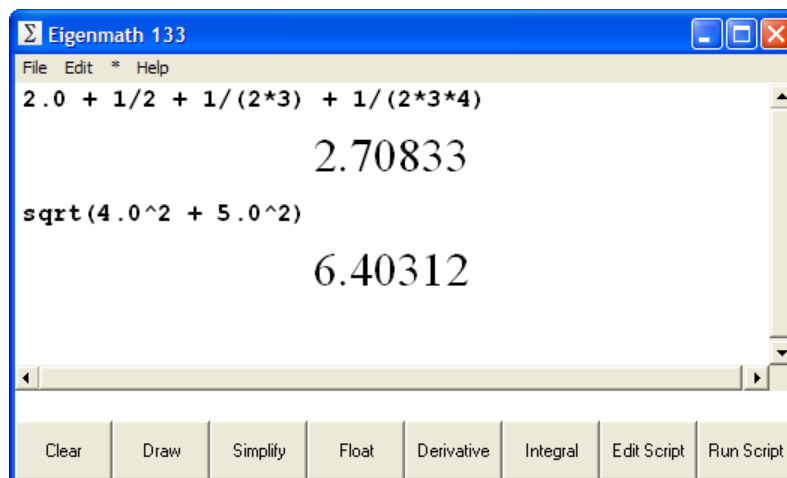 Σ Eigenmath 133
File Edit * Help
2.0 + 1/2 + 1/(2*3) + 1/(2*3*4)
2.70833
sqrt(4.0^2 + 5.0^2)
6.40312
Clear Draw Simplify Float Derivative Integral Edit Script Run Script